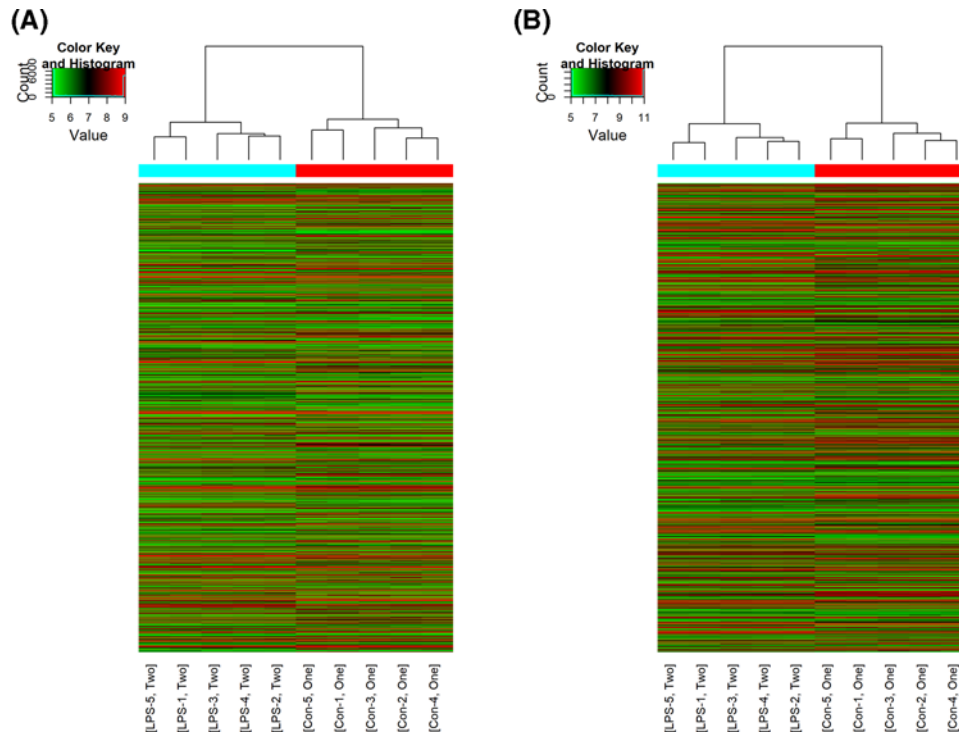 (A)
Color Key
and Histogram
Count
0
6000
5 6 7 8 9
Value
[LPS-5, Two]
[LPS-1, Two]
[LPS-3, Two]
[LPS-4, Two]
[LPS-2, Two]
[Con-5, One]
[Con-1, One]
[Con-3, One]
[Con-2, One]
[Con-4, One]
(B)
Color Key
and Histogram
Count
0
5 7 9 11
Value
[LPS-5, Two]
[LPS-1, Two]
[LPS-3, Two]
[LPS-4, Two]
[LPS-2, Two]
[Con-5, One]
[Con-1, One]
[Con-3, One]
[Con-2, One]
[Con-4, One]